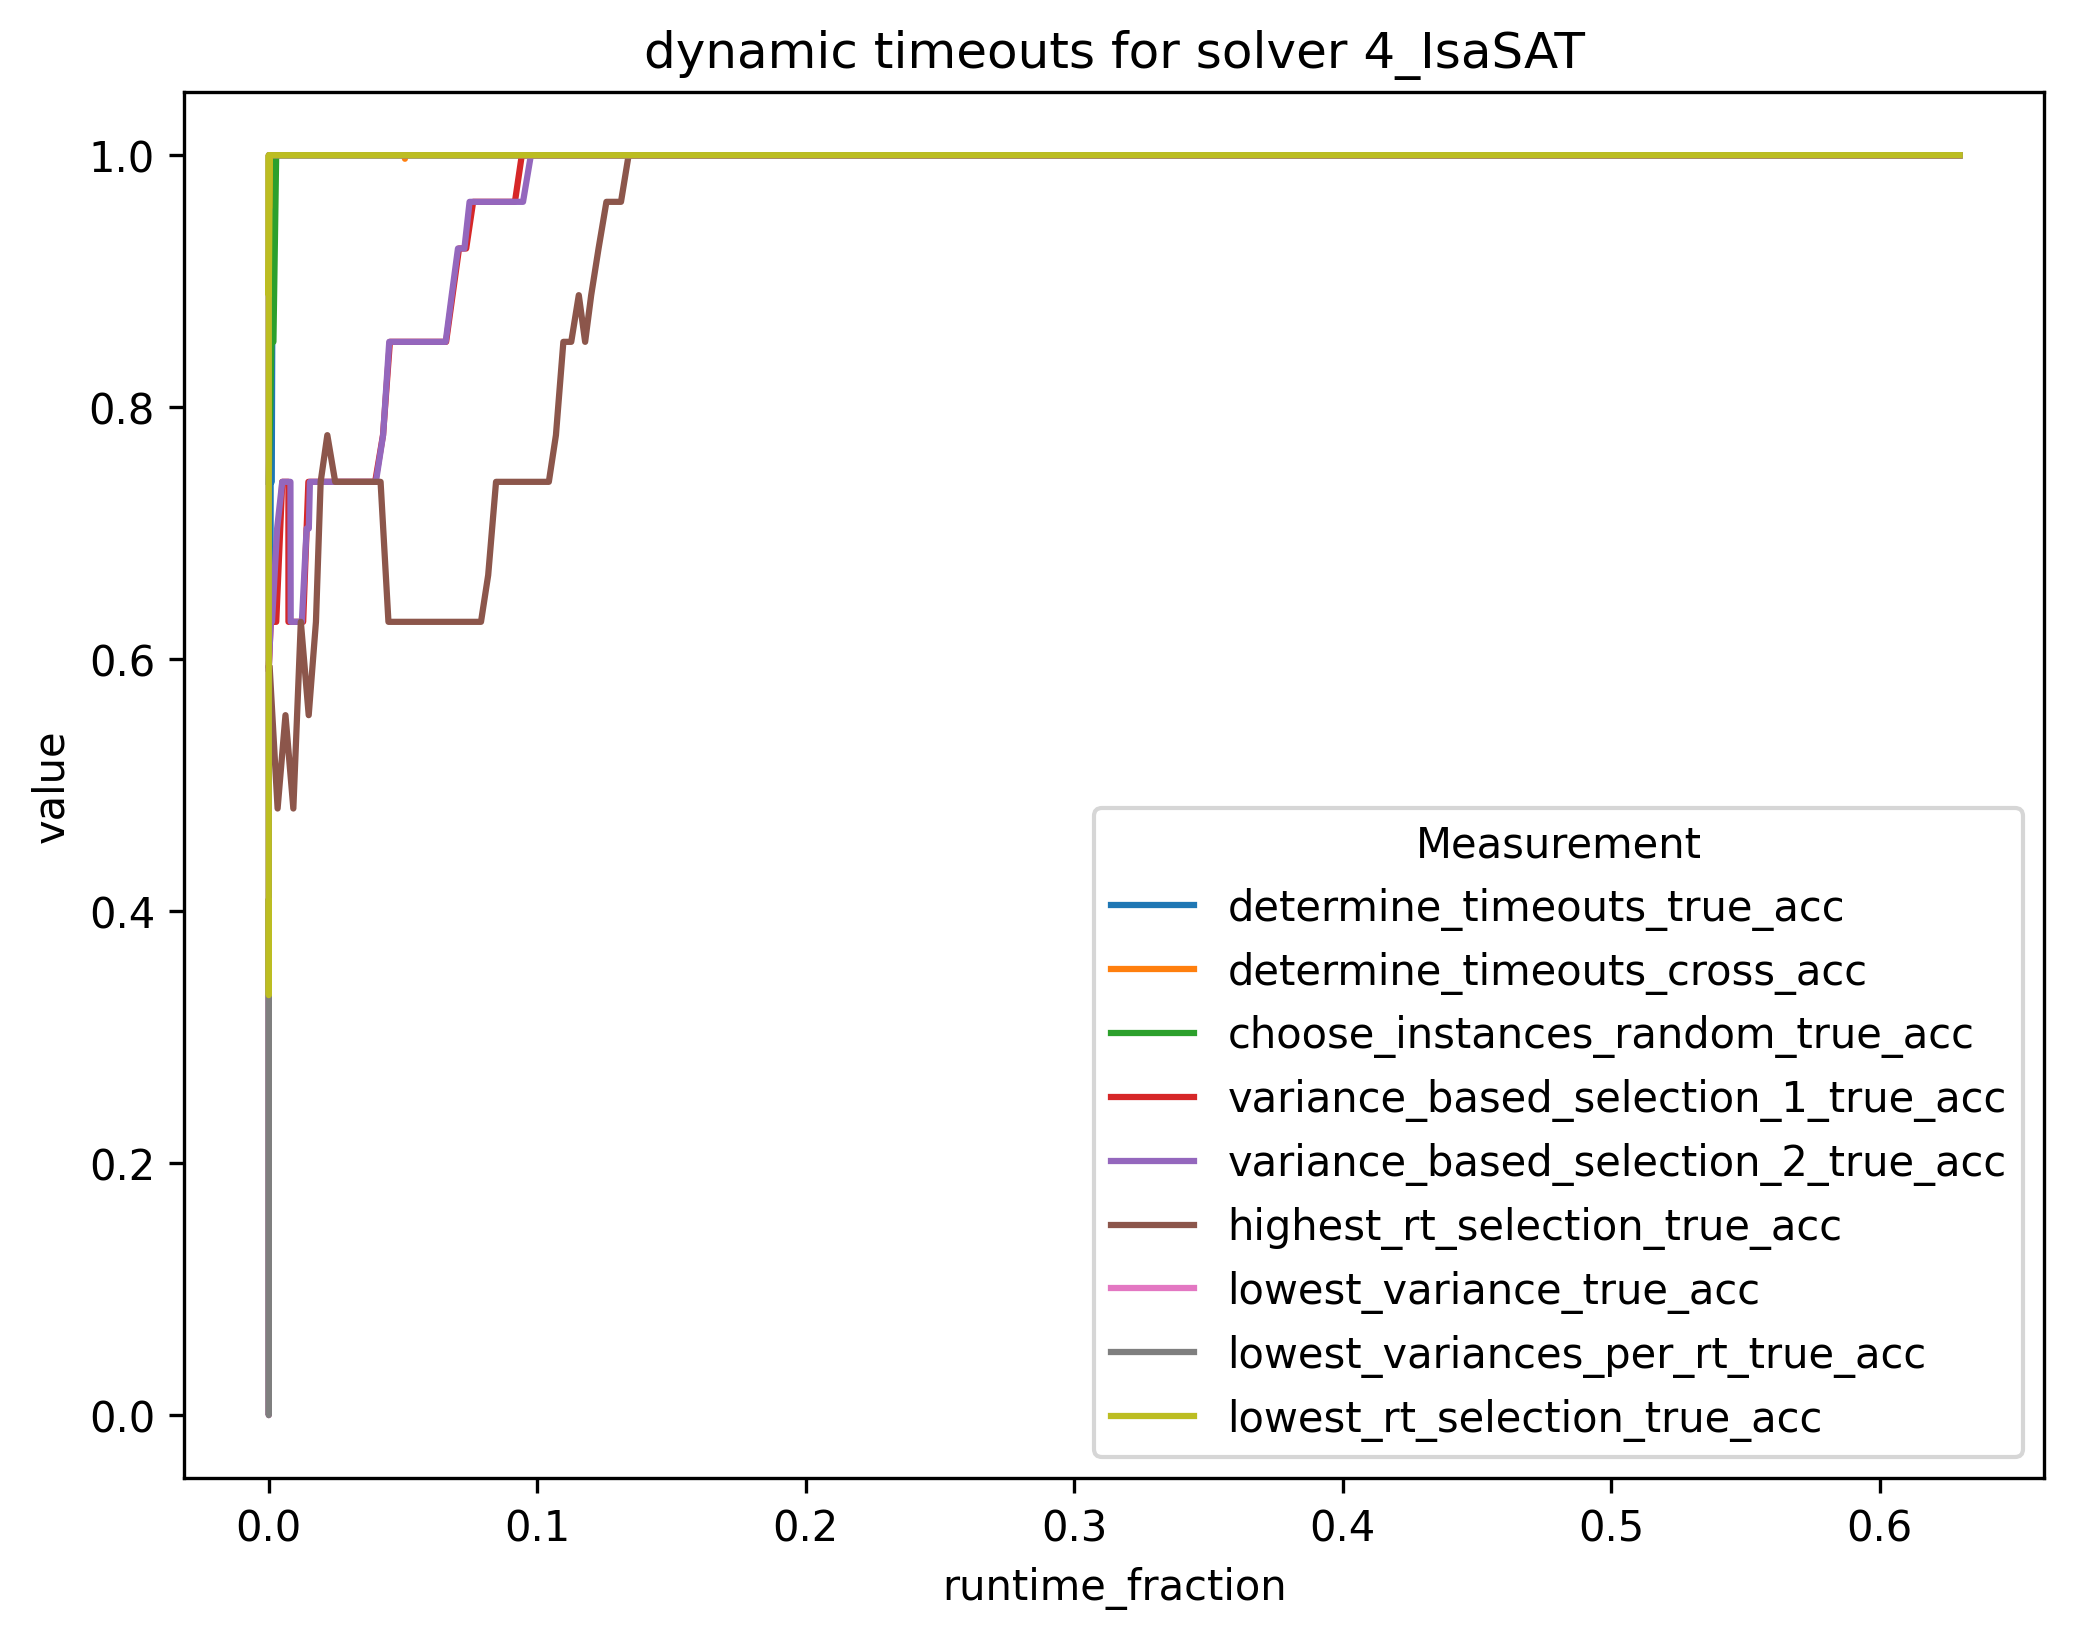 dynamic timeouts for solver 4_IsaSAT
1.0
0.8
0.6
0.4
0.2
0.0
value
0.0 0.1 0.2 0.3 0.4 0.5 0.6
runtime_fraction
Measurement
determine_timeouts_true_acc
determine_timeouts_cross_acc
choose_instances_random_true_acc
variance_based_selection_1_true_acc
variance_based_selection_2_true_acc
highest_rt_selection_true_acc
lowest_variance_true_acc
lowest_variances_per_rt_true_acc
lowest_rt_selection_true_acc